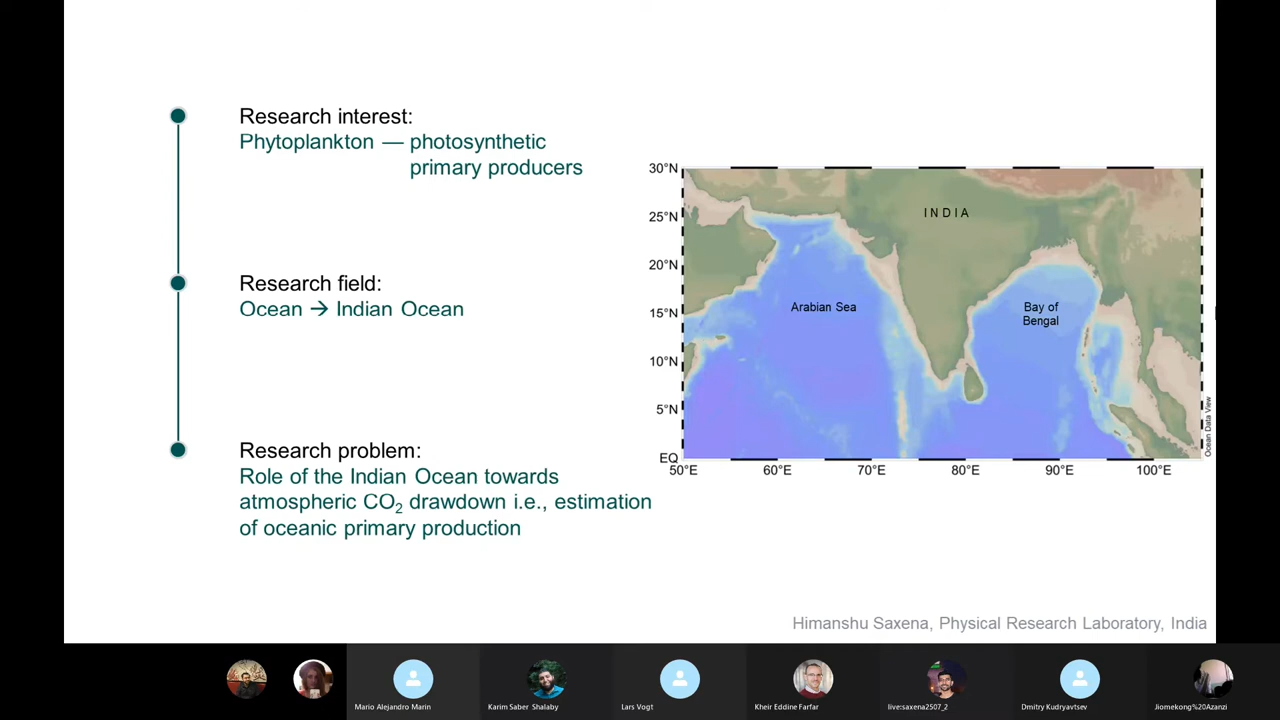 Research interest:
Phytoplankton — photosynthetic
primary producers
Research field:
Ocean → Indian Ocean
Research problem:
Role of the Indian Ocean towards
atmospheric CO₂ drawdown i.e., estimation
of oceanic primary production
30°N
25°N
20°N
15°N
10°N
5°N
EQ
50°E
60°E
70°E
80°E
90°E
100°E
INDIA
Arabian Sea
Bay of
Bengal
Ocean Data View
Himanshu Saxena, Physical Research Laboratory, India
Mario Alejandro Marin
Karim Saber Shalaby
Lars Vogt
Kheir Eddine Farfar
live:saxena2507_2
Dmitry Kudryavtsev
Jiomekong%20Azanzi